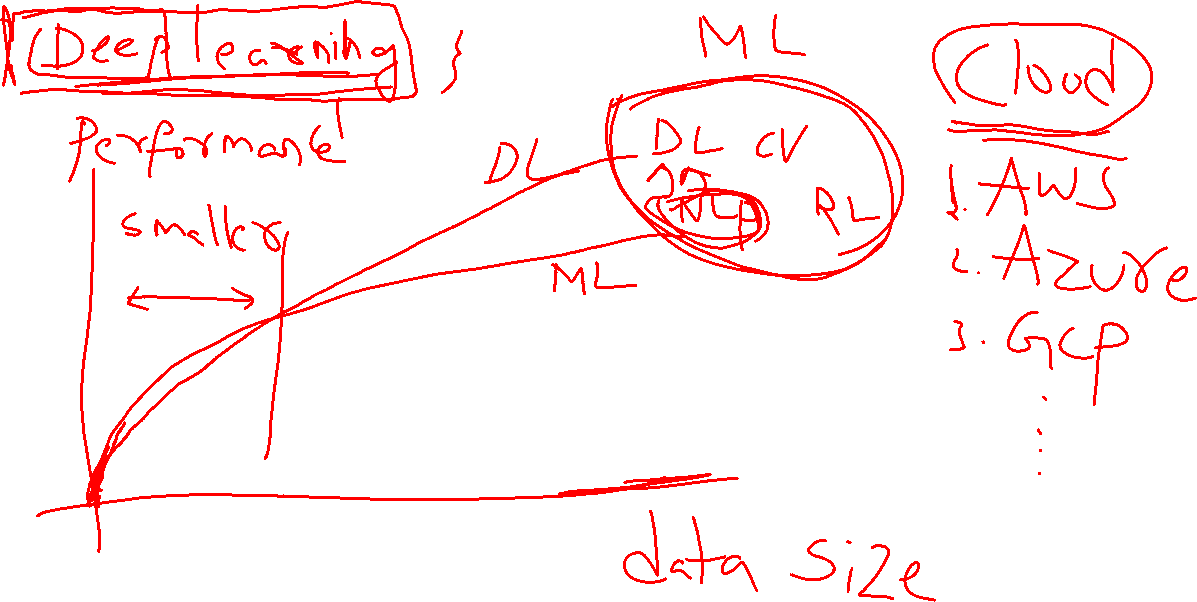 Deep learning
Performance
smaller
DL
ML
ML
DL CV
NLP RL
data size
Cloud
1. AWS
2. Azure
3. GCP